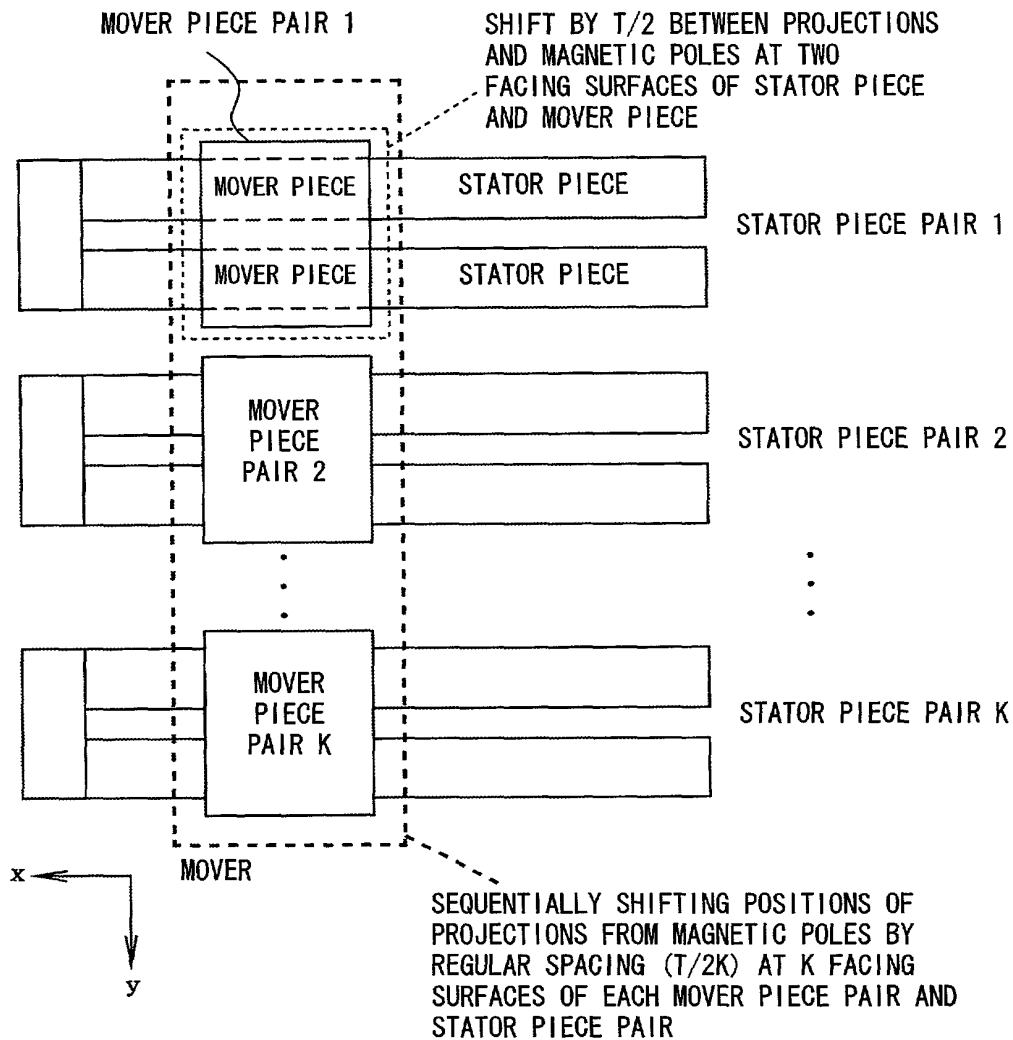 MOVER PIECE PAIR 1
SHIFT BY T/2 BETWEEN PROJECTIONS
AND MAGNETIC POLES AT TWO
FACING SURFACES OF STATOR PIECE
AND MOVER PIECE
MOVER PIECE
STATOR PIECE
STATOR PIECE PAIR 1
MOVER PIECE
STATOR PIECE
MOVER
PIECE
PAIR 2
STATOR PIECE PAIR 2
MOVER
PIECE
PAIR K
STATOR PIECE PAIR K
MOVER
x
y
SEQUENTIALLY SHIFTING POSITIONS OF
PROJECTIONS FROM MAGNETIC POLES BY
REGULAR SPACING (T/2K) AT K FACING
SURFACES OF EACH MOVER PIECE PAIR AND
STATOR PIECE PAIR